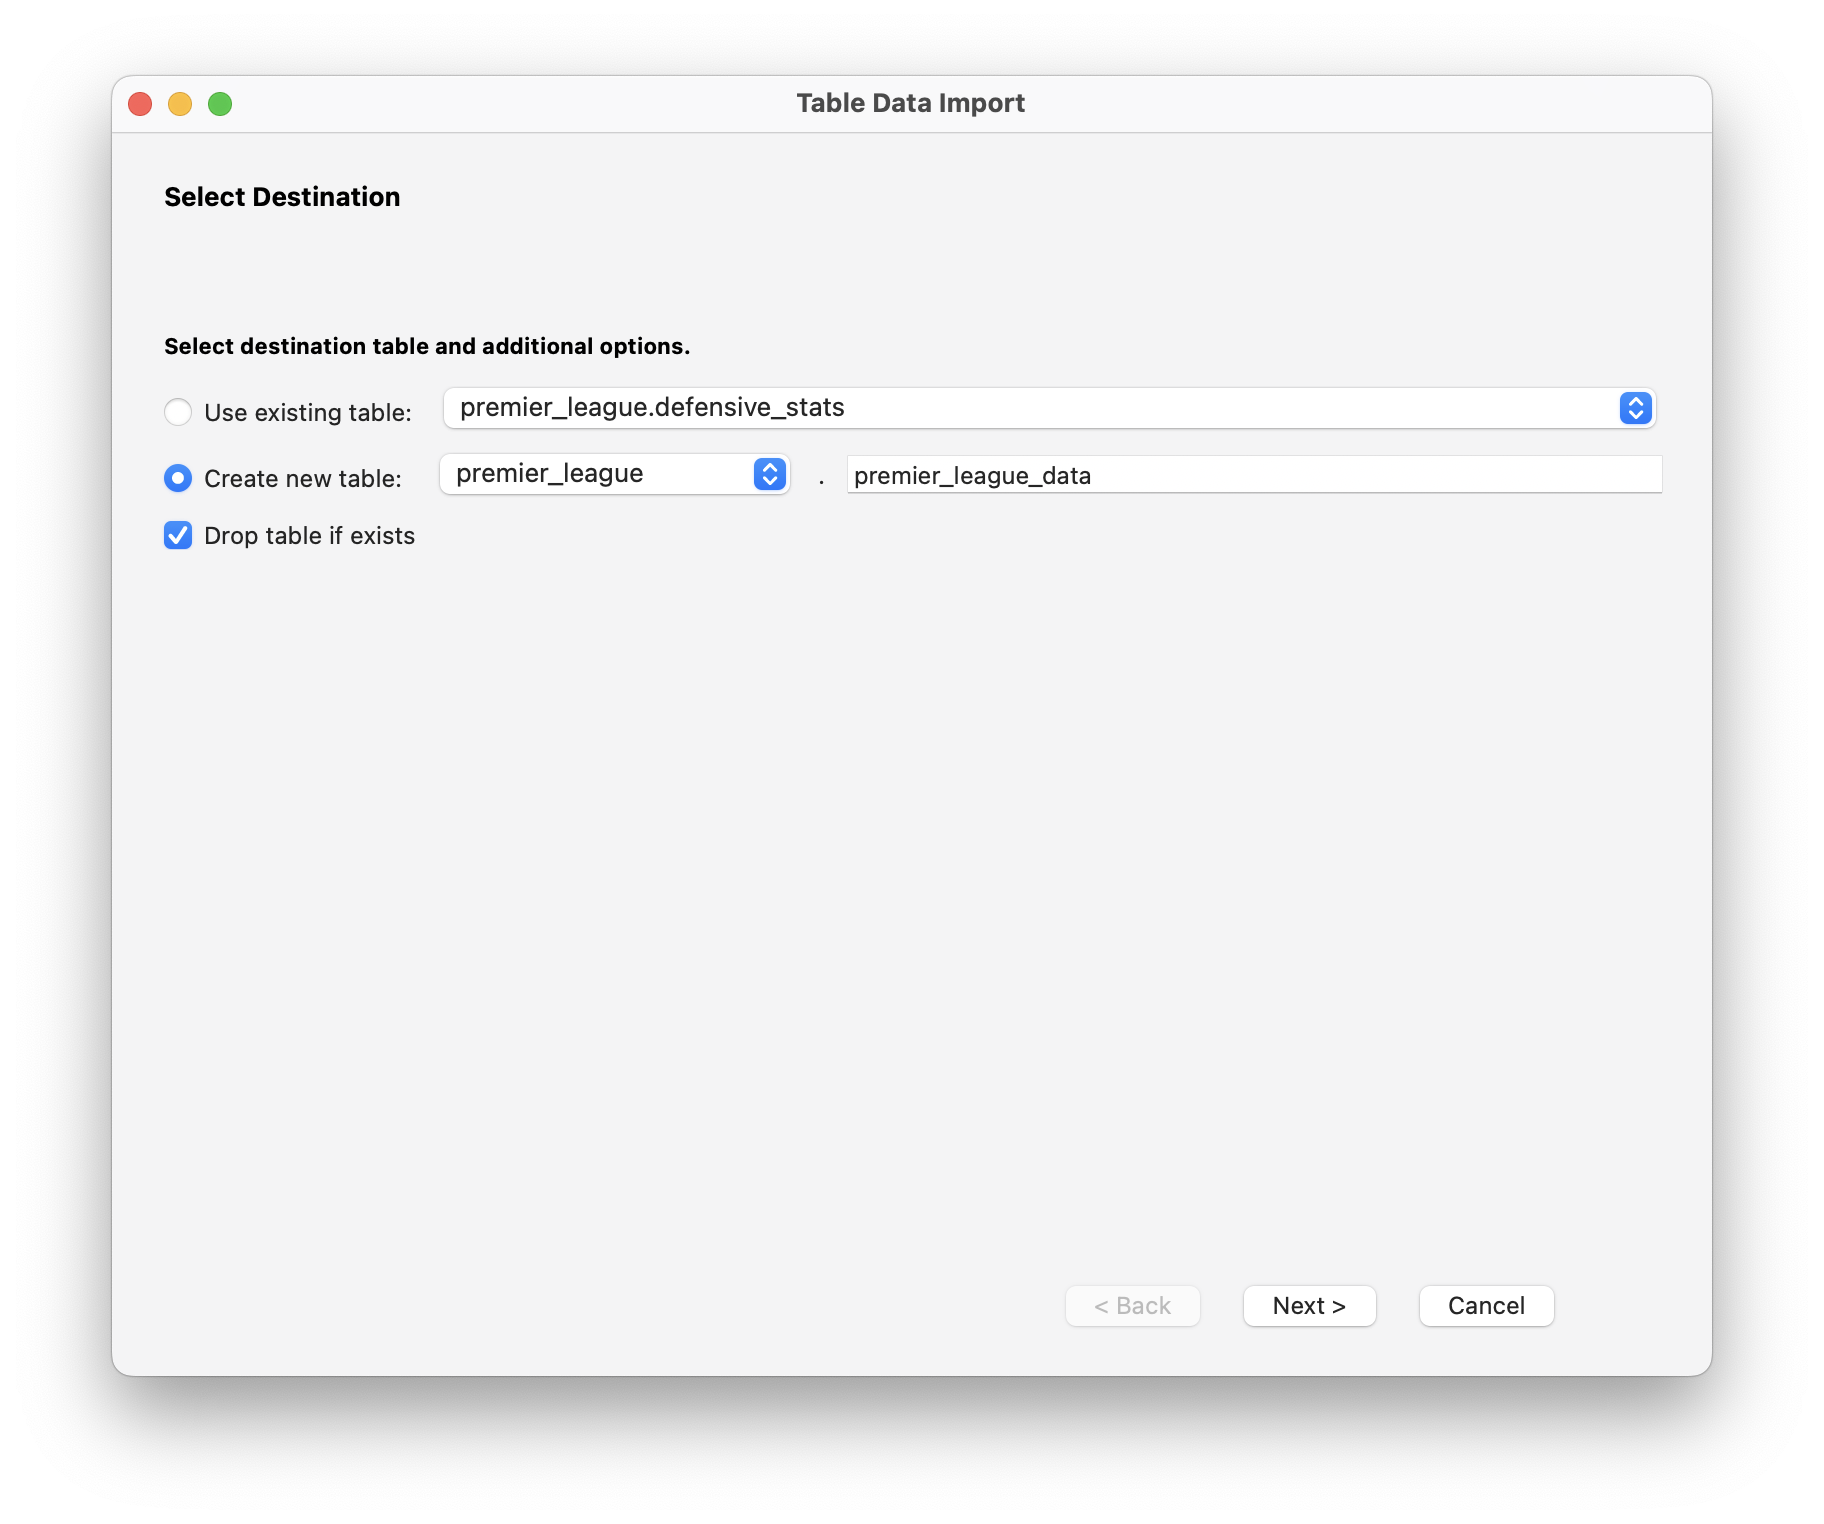 Table Data Import
Select Destination
Select destination table and additional options.
Use existing table: premier_league.defensive_stats
Create new table: premier_league . premier_league_data
Drop table if exists
< Back Next > Cancel